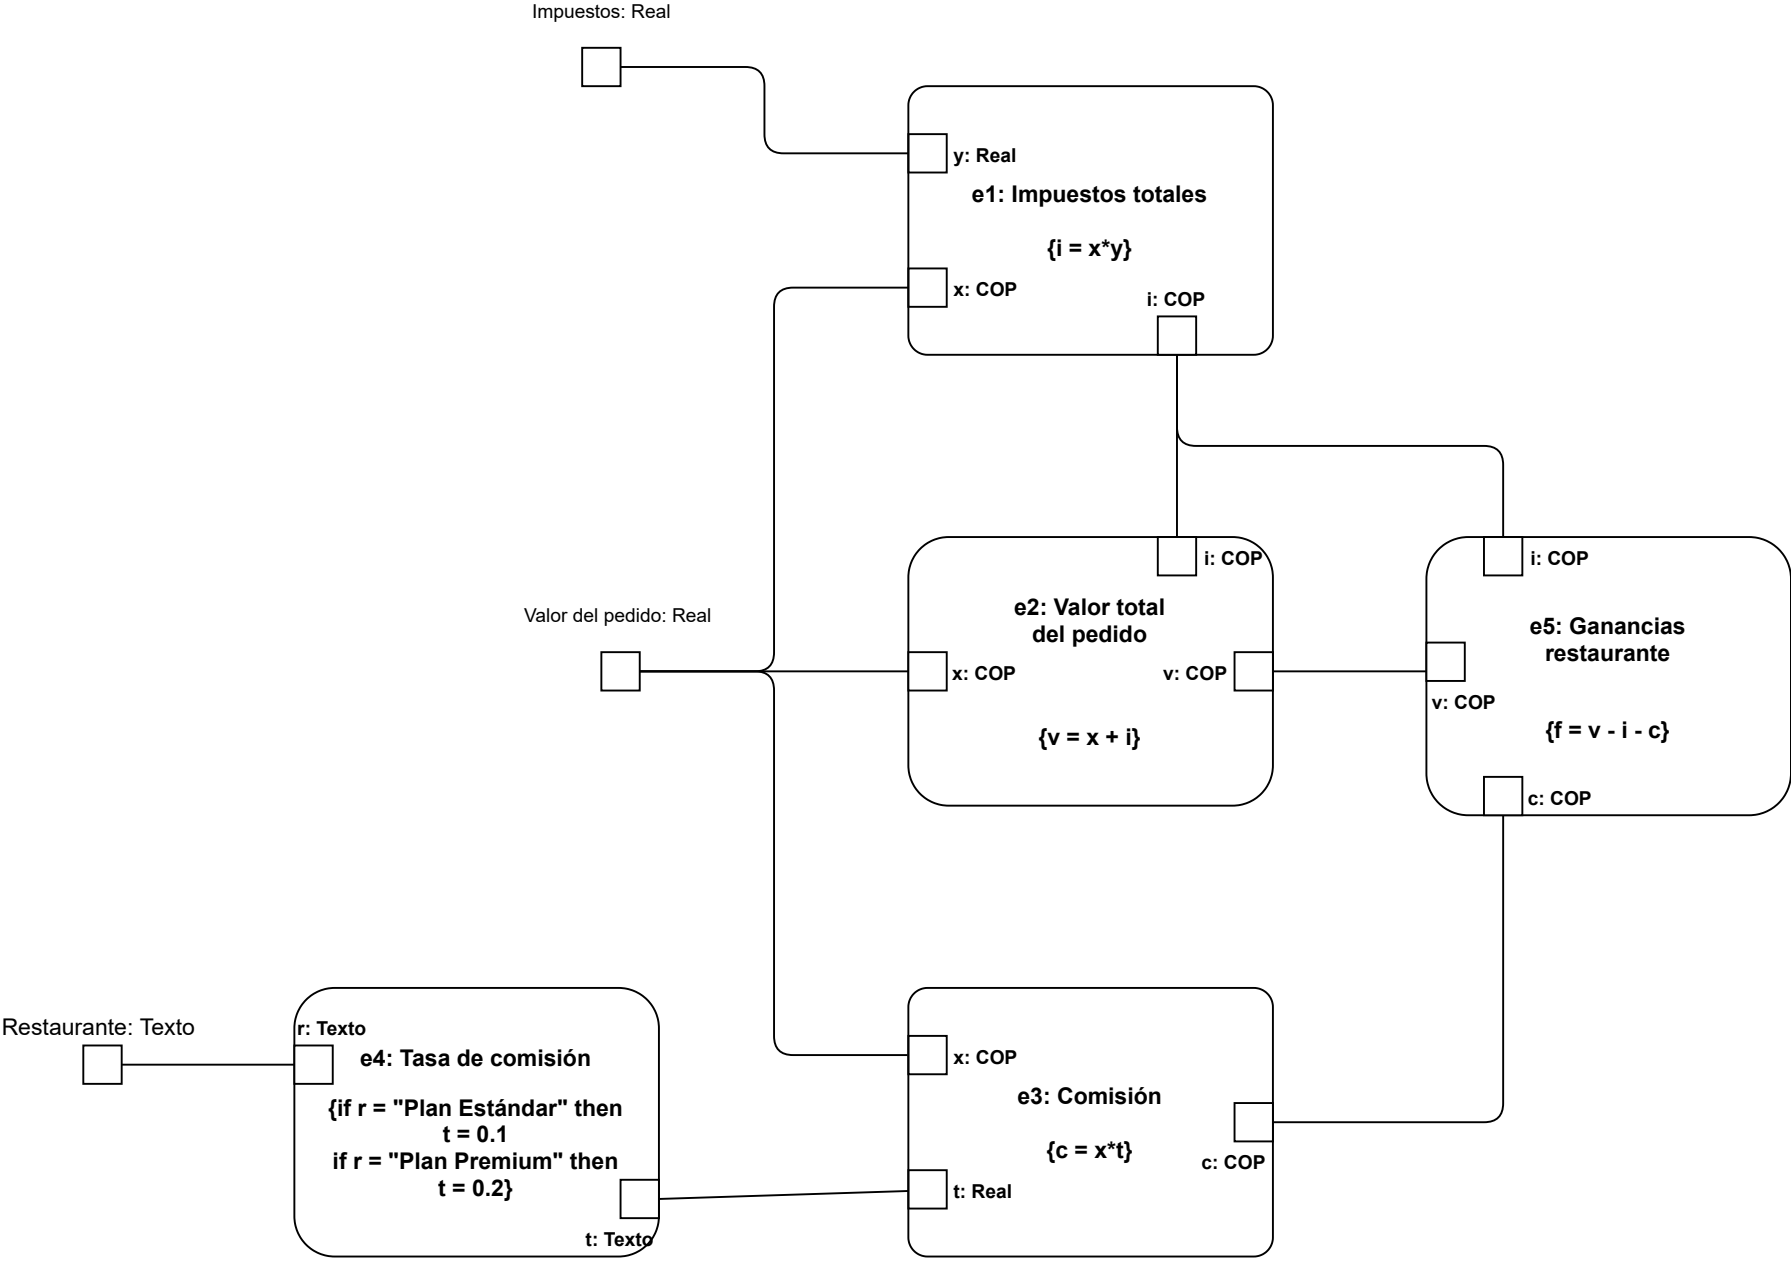 Impuestos: Real
y: Real
e1: Impuestos totales
{i = x*y}
x: COP
i: COP
i: COP
i: COP
Valor del pedido: Real
e2: Valor total
del pedido
x: COP
v: COP
{v = x + i}
e5: Ganancias
restaurante
v: COP
{f = v - i - c}
c: COP
Restaurante: Texto
r: Texto
e4: Tasa de comisión
{if r = "Plan Estándar" then
t = 0.1
if r = "Plan Premium" then
t = 0.2}
t: Texto
x: COP
e3: Comisión
{c = x*t}
c: COP
t: Real